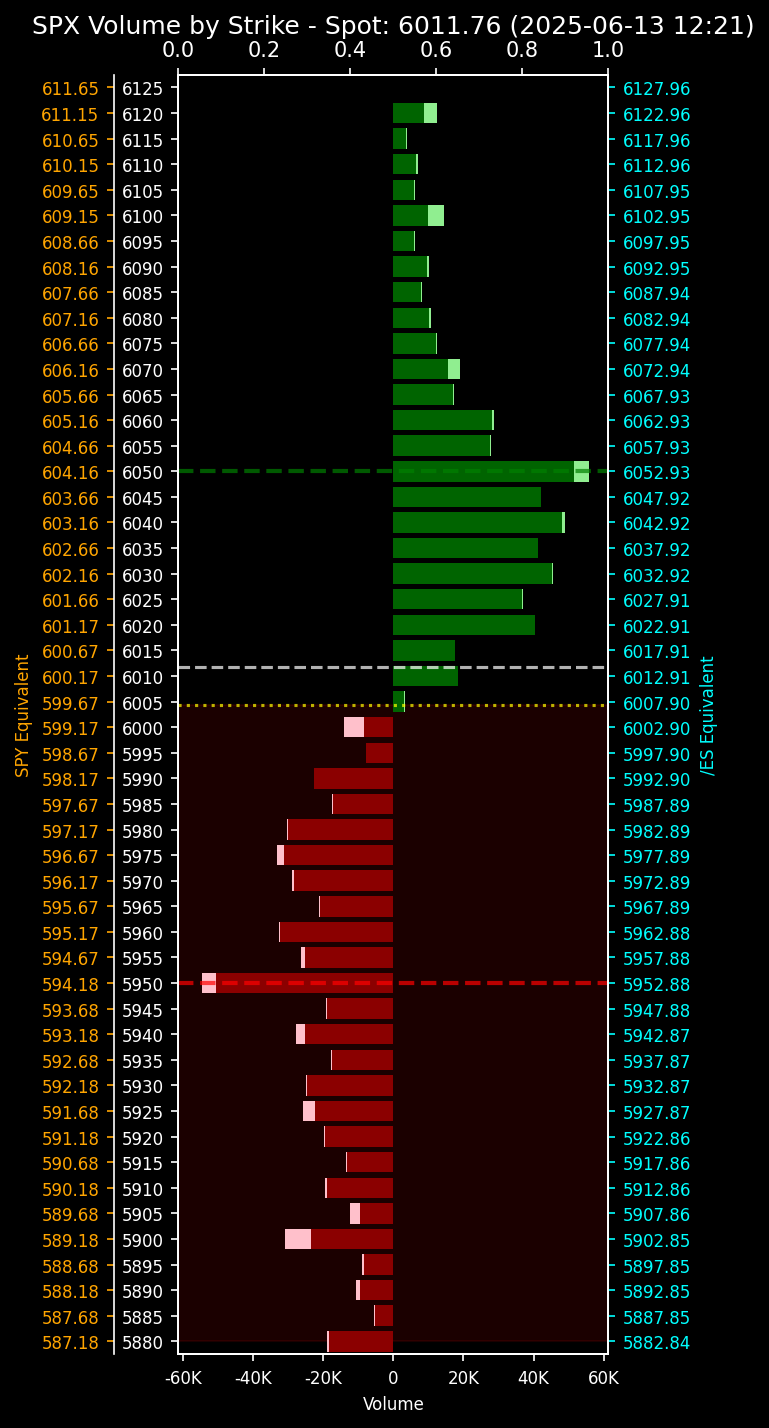 SPX Volume by Strike - Spot: 6011.76 (2025-06-13 12:21)
0.0 0.2 0.4 0.6 0.8 1.0
611.65 6125 6127.96
611.15 6120 6122.96
610.65 6115 6117.96
610.15 6110 6112.96
609.65 6105 6107.95
609.15 6100 6102.95
608.66 6095 6097.95
608.16 6090 6092.95
607.66 6085 6087.94
607.16 6080 6082.94
606.66 6075 6077.94
606.16 6070 6072.94
605.66 6065 6067.93
605.16 6060 6062.93
604.66 6055 6057.93
604.16 6050 6052.93
603.66 6045 6047.92
603.16 6040 6042.92
602.66 6035 6037.92
602.16 6030 6032.92
601.66 6025 6027.91
601.17 6020 6022.91
600.67 6015 6017.91
600.17 6010 6012.91
599.67 6005 6007.90
599.17 6000 6002.90
598.67 5995 5997.90
598.17 5990 5992.90
597.67 5985 5987.89
597.17 5980 5982.89
596.67 5975 5977.89
596.17 5970 5972.89
595.67 5965 5967.89
595.17 5960 5962.88
594.67 5955 5957.88
594.18 5950 5952.88
593.68 5945 5947.88
593.18 5940 5942.87
592.68 5935 5937.87
592.18 5930 5932.87
591.68 5925 5927.87
591.18 5920 5922.86
590.68 5915 5917.86
590.18 5910 5912.86
589.68 5905 5907.86
589.18 5900 5902.85
588.68 5895 5897.85
588.18 5890 5892.85
587.68 5885 5887.85
587.18 5880 5882.84
SPY Equivalent
/ES Equivalent
-60K -40K -20K 0 20K 40K 60K
Volume